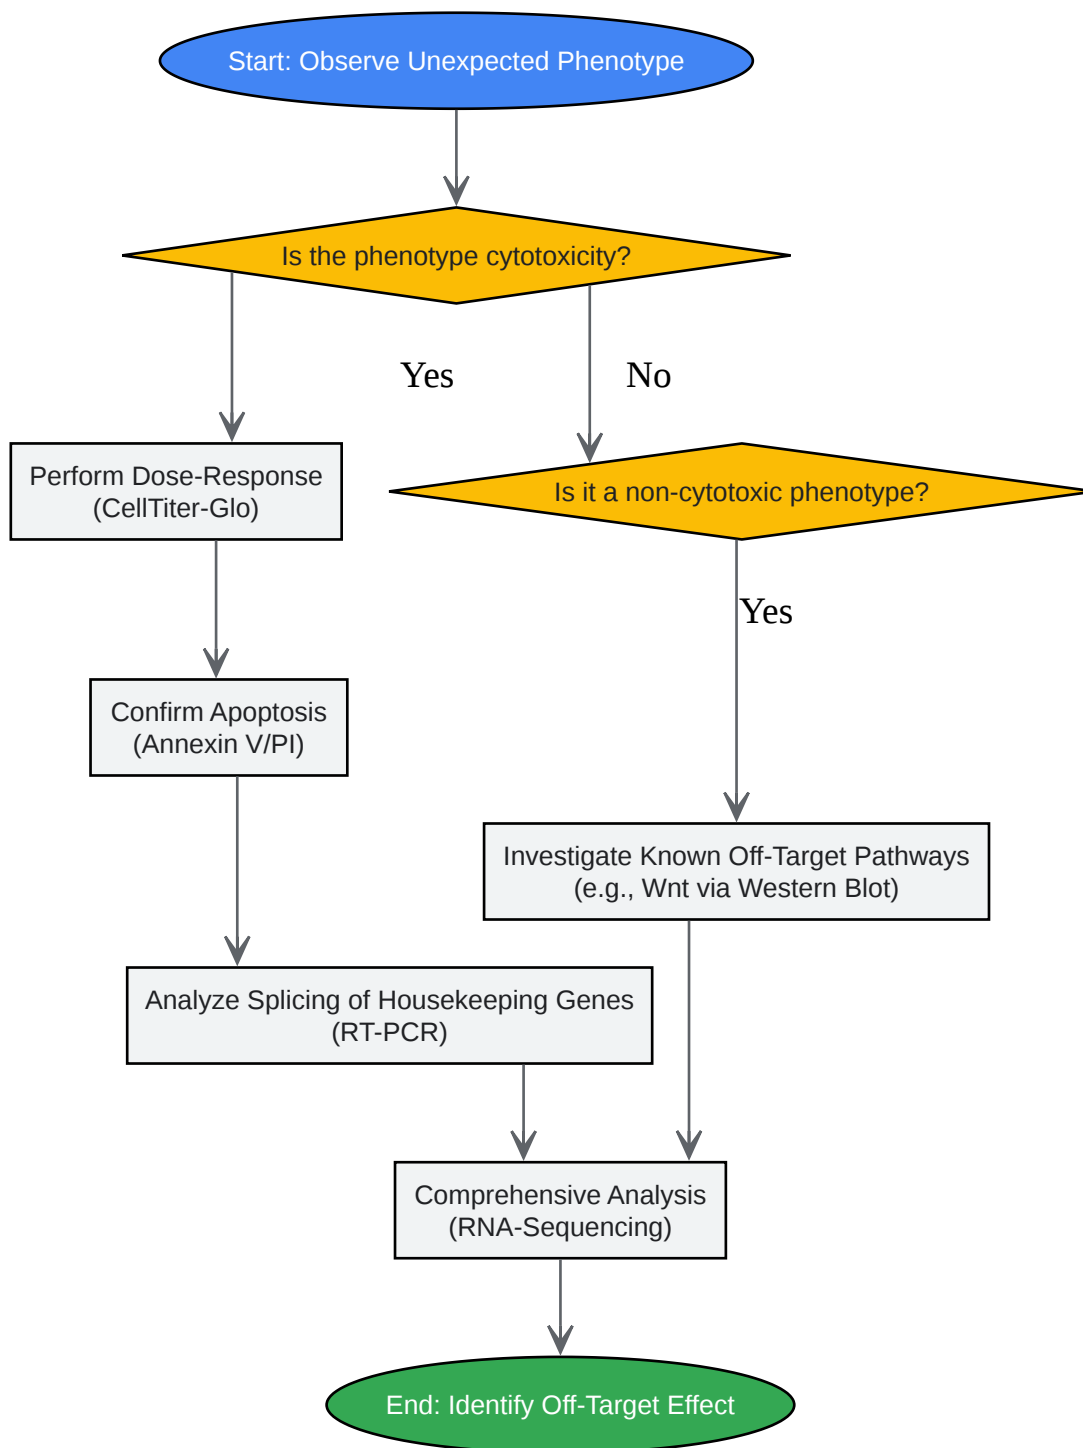 Start: Observe Unexpected Phenotype
Is the phenotype cytotoxicity?
Yes
No
Perform Dose-Response
(CellTiter-Glo)
Is it a non-cytotoxic phenotype?
Yes
Confirm Apoptosis
(Annexin V/PI)
Investigate Known Off-Target Pathways
(e.g., Wnt via Western Blot)
Analyze Splicing of Housekeeping Genes
(RT-PCR)
Comprehensive Analysis
(RNA-Sequencing)
End: Identify Off-Target Effect